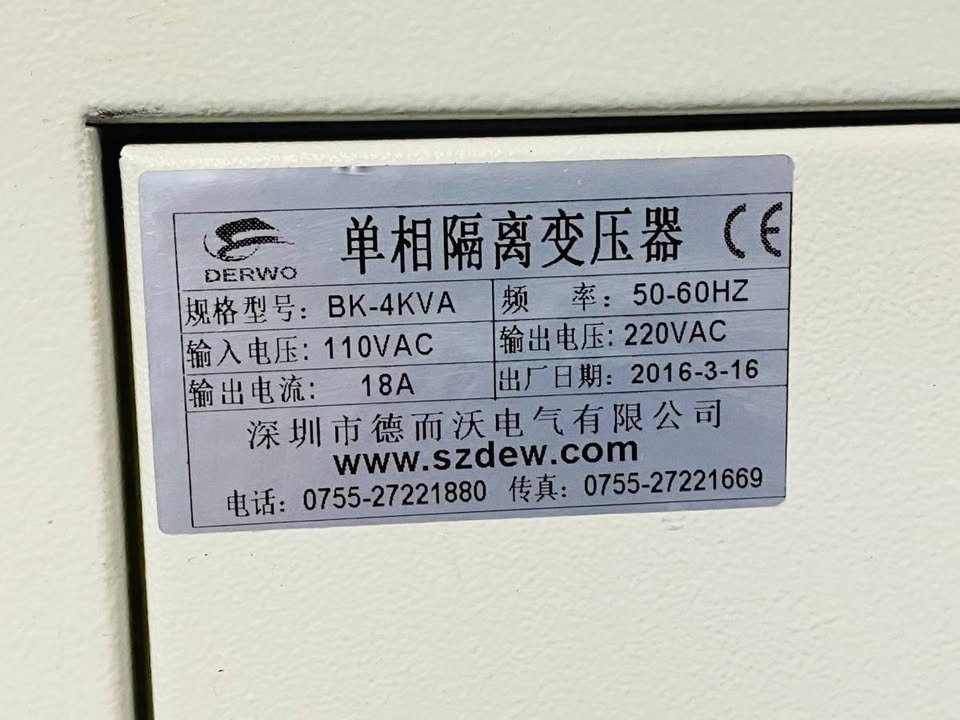 DERWO
单相隔离变压器 CE
规格型号：BK-4KVA 频 率：50-60HZ
输入电压：110VAC 输出电压：220VAC
输出电流： 18A 出厂日期：2016-3-16
深圳市德而沃电气有限公司
www.szdew.com
电话：0755-27221880 传真：0755-27221669